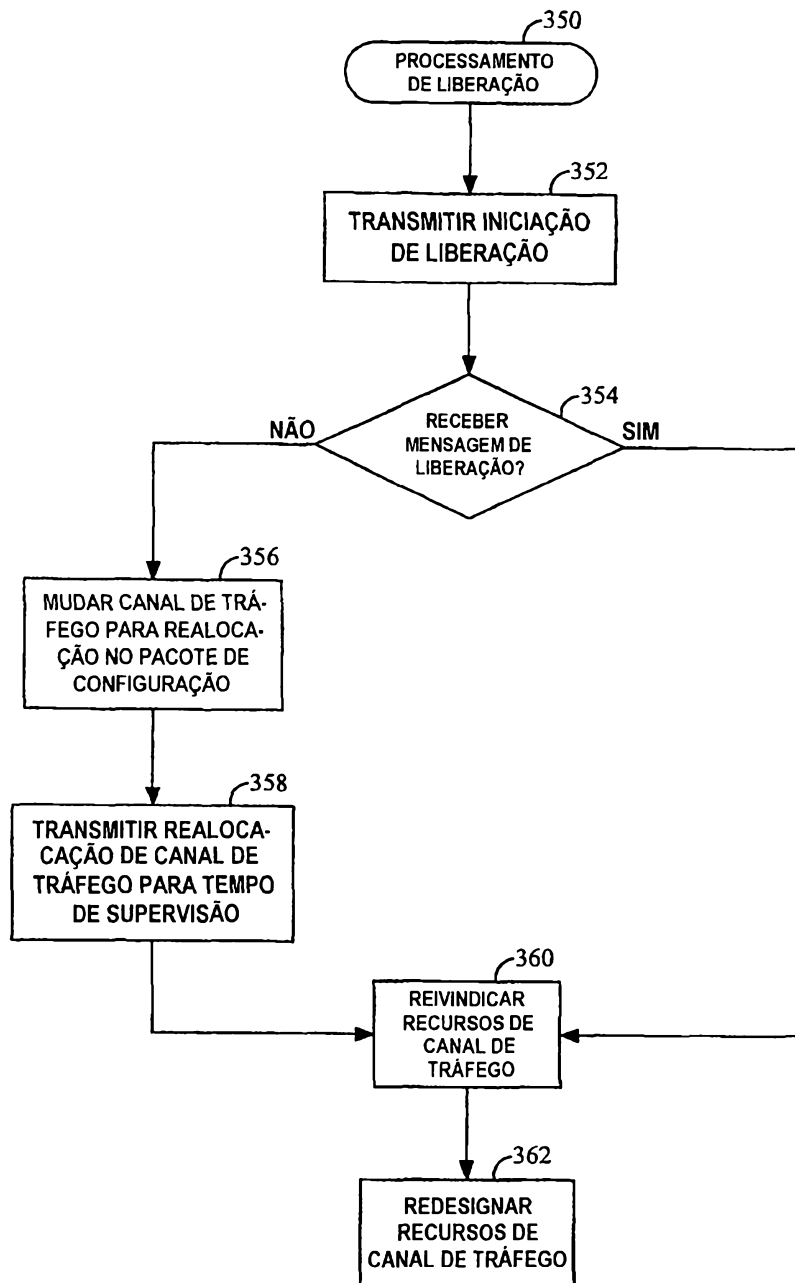 350
PROCESSAMENTO
DE LIBERAÇÃO
352
TRANSMITIR INICIAÇÃO
DE LIBERAÇÃO
354
NÃO
RECEBER
MENSAGEM DE
LIBERAÇÃO?
SIM
356
MUDAR CANAL DE TRÁ-
FEGO PARA REALOCA-
ÇÃO NO PACOTE DE
CONFIGURAÇÃO
358
TRANSMITIR REALOCA-
CAÇÃO DE CANAL DE
TRÁFEGO PARA TEMPO
DE SUPERVISÃO
360
REIVINDICAR
RECURSOS DE
CANAL DE
TRÁFEGO
362
REDESIGNAR
RECURSOS DE
CANAL DE TRÁFEGO